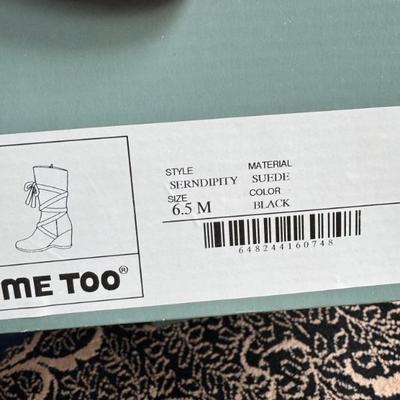 STYLE MATERIAL
SERNDIPITY SUEDE
SIZE COLOR
6.5 M BLACK
648244160748
ME TOO®